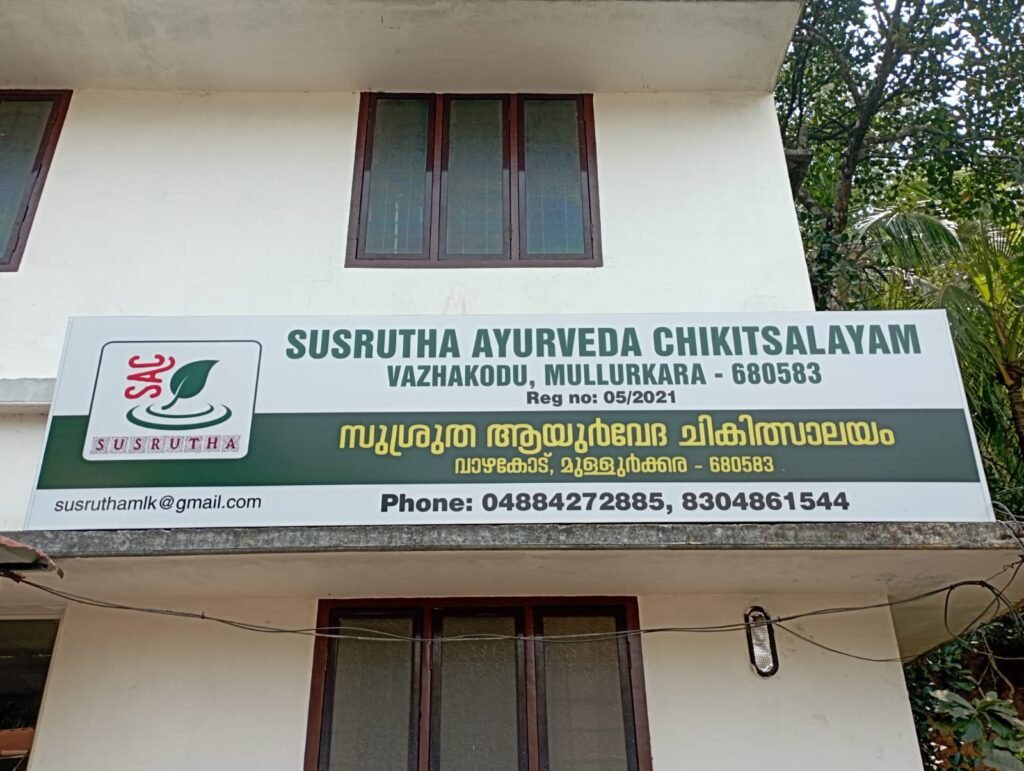 SUSRUTHA AYURVEDA CHIKITSALAYAM
VAZHAKODU, MULLURKARA - 680583
Reg no: 05/2021
SAC
SUSRUTHA
സുശ്രുത ആയുർവേദ ചികിത്സാലയം
വാഴകോട്, മുള്ളുർക്കര - 680583
susruthamlk@gmail.com
Phone: 04884272885, 8304861544